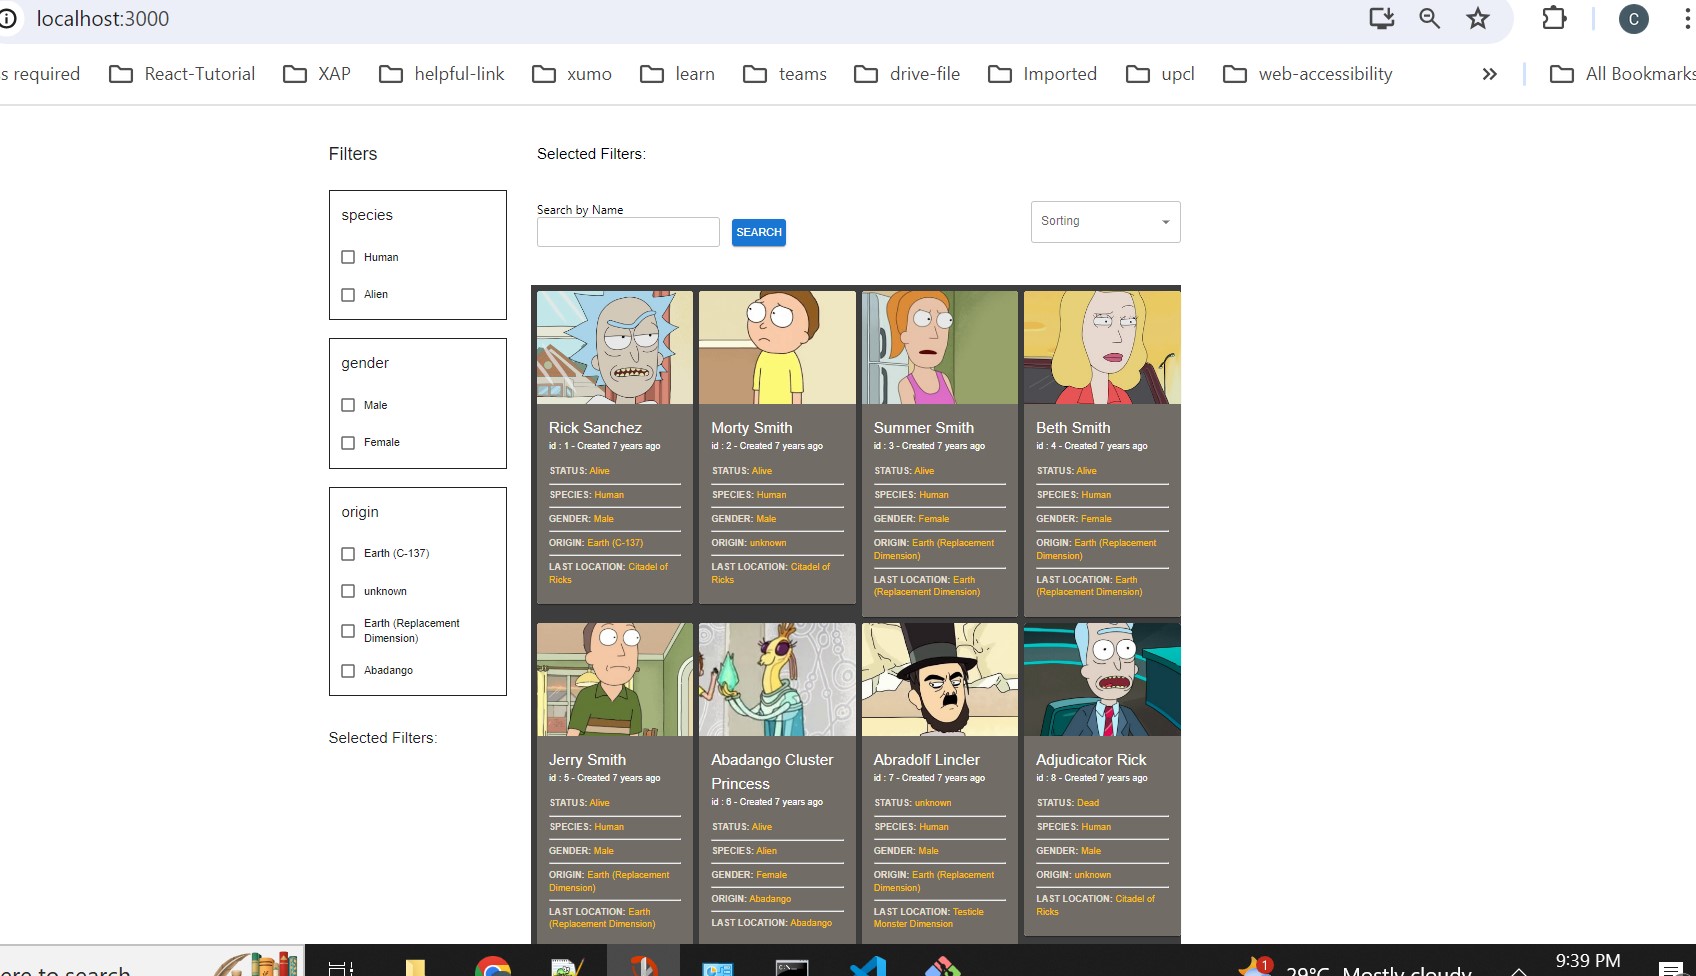 localhost:3000
C
s required
React-Tutorial
XAP
helpful-link
xumo
learn
teams
drive-file
Imported
upcl
web-accessibility
»
All Bookmarks
Filters
species
Human
Alien
gender
Male
Female
origin
Earth (C-137)
unknown
Earth (Replacement
Dimension)
Abadango
Selected Filters:
Selected Filters:
Search by Name
SEARCH
Sorting
Rick Sanchez
id : 1 - Created 7 years ago
STATUS: Alive
SPECIES: Human
GENDER: Male
ORIGIN: Earth (C-137)
LAST LOCATION: Citadel of
Ricks
Morty Smith
id : 2 - Created 7 years ago
STATUS: Alive
SPECIES: Human
GENDER: Male
ORIGIN: unknown
LAST LOCATION: Citadel of
Ricks
Summer Smith
id : 3 - Created 7 years ago
STATUS: Alive
SPECIES: Human
GENDER: Female
ORIGIN: Earth (Replacement
Dimension)
LAST LOCATION: Earth
(Replacement Dimension)
Beth Smith
id : 4 - Created 7 years ago
STATUS: Alive
SPECIES: Human
GENDER: Female
ORIGIN: Earth (Replacement
Dimension)
LAST LOCATION: Earth
(Replacement Dimension)
Jerry Smith
id : 5 - Created 7 years ago
STATUS: Alive
SPECIES: Human
GENDER: Male
ORIGIN: Earth (Replacement
Dimension)
LAST LOCATION: Earth
(Replacement Dimension)
Abadango Cluster
Princess
id : 6 - Created 7 years ago
STATUS: Alive
SPECIES: Alien
GENDER: Female
ORIGIN: Abadango
LAST LOCATION: Abadango
Abradolf Lincler
id : 7 - Created 7 years ago
STATUS: unknown
SPECIES: Human
GENDER: Male
ORIGIN: Earth (Replacement
Dimension)
LAST LOCATION: Testicle
Monster Dimension
Adjudicator Rick
id : 8 - Created 7 years ago
STATUS: Dead
SPECIES: Human
GENDER: Male
ORIGIN: unknown
LAST LOCATION: Citadel of
Ricks
ere to search
1
29°C Mostly cloudy
9:39 PM